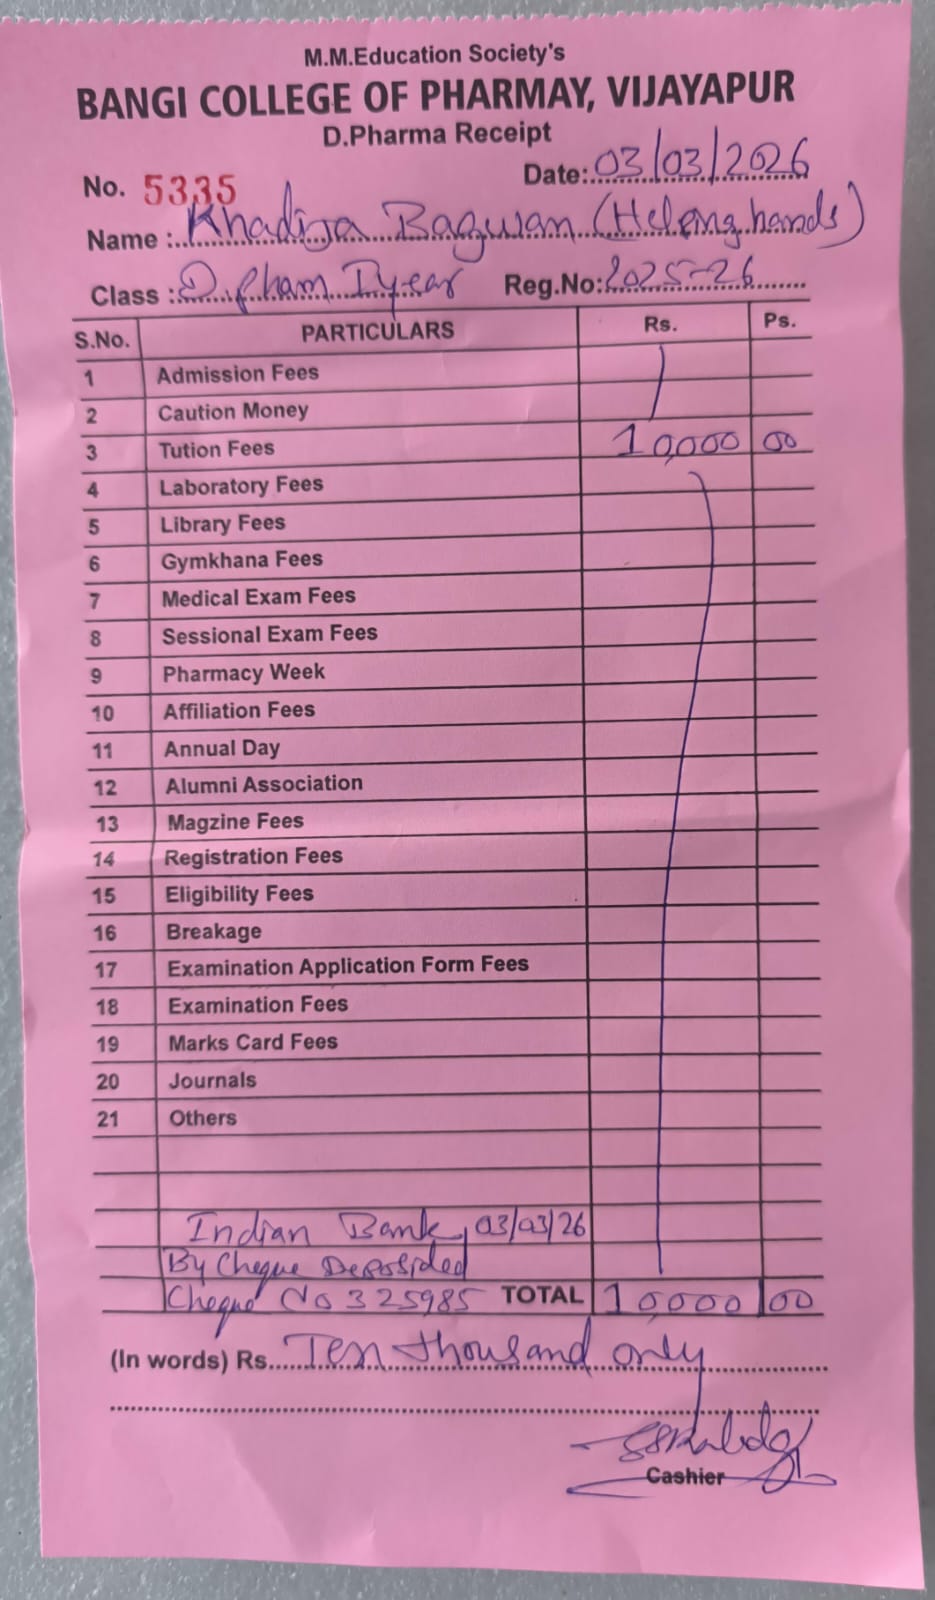 M.M.Education Society's
BANGI COLLEGE OF PHARMAY, VIJAYAPUR
D.Pharma Receipt
No. 5335 Date: 03/03/2026
Name : Khadija Bagwan (Helping hands)
Class : D.pharm I year Reg.No: 2025-26
S.No. PARTICULARS Rs. Ps.
1 Admission Fees
2 Caution Money
3 Tution Fees 10,000 00
4 Laboratory Fees
5 Library Fees
6 Gymkhana Fees
7 Medical Exam Fees
8 Sessional Exam Fees
9 Pharmacy Week
10 Affiliation Fees
11 Annual Day
12 Alumni Association
13 Magzine Fees
14 Registration Fees
15 Eligibility Fees
16 Breakage
17 Examination Application Form Fees
18 Examination Fees
19 Marks Card Fees
20 Journals
21 Others
Indian Bank, 03/03/26
By Cheque Deposided
Cheque No 325985 TOTAL 10,000 00
(In words) Rs. Ten thousand only
Cashier